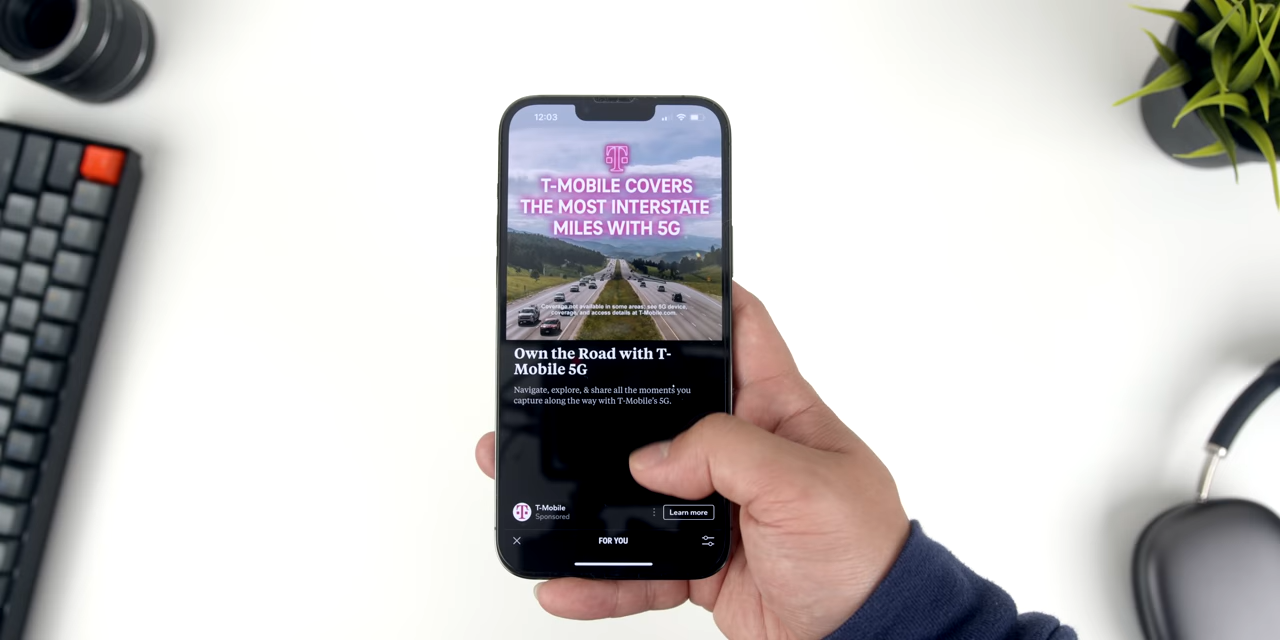 12:03
T-MOBILE COVERS
THE MOST INTERSTATE
MILES WITH 5G
Coverage not available in some areas; see 5G device,
coverage, and access details at T-Mobile.com.
Own the Road with T-
Mobile 5G
Navigate, explore, & share all the moments you
capture along the way with T-Mobile's 5G.
T-Mobile
Sponsored
Learn more
FOR YOU